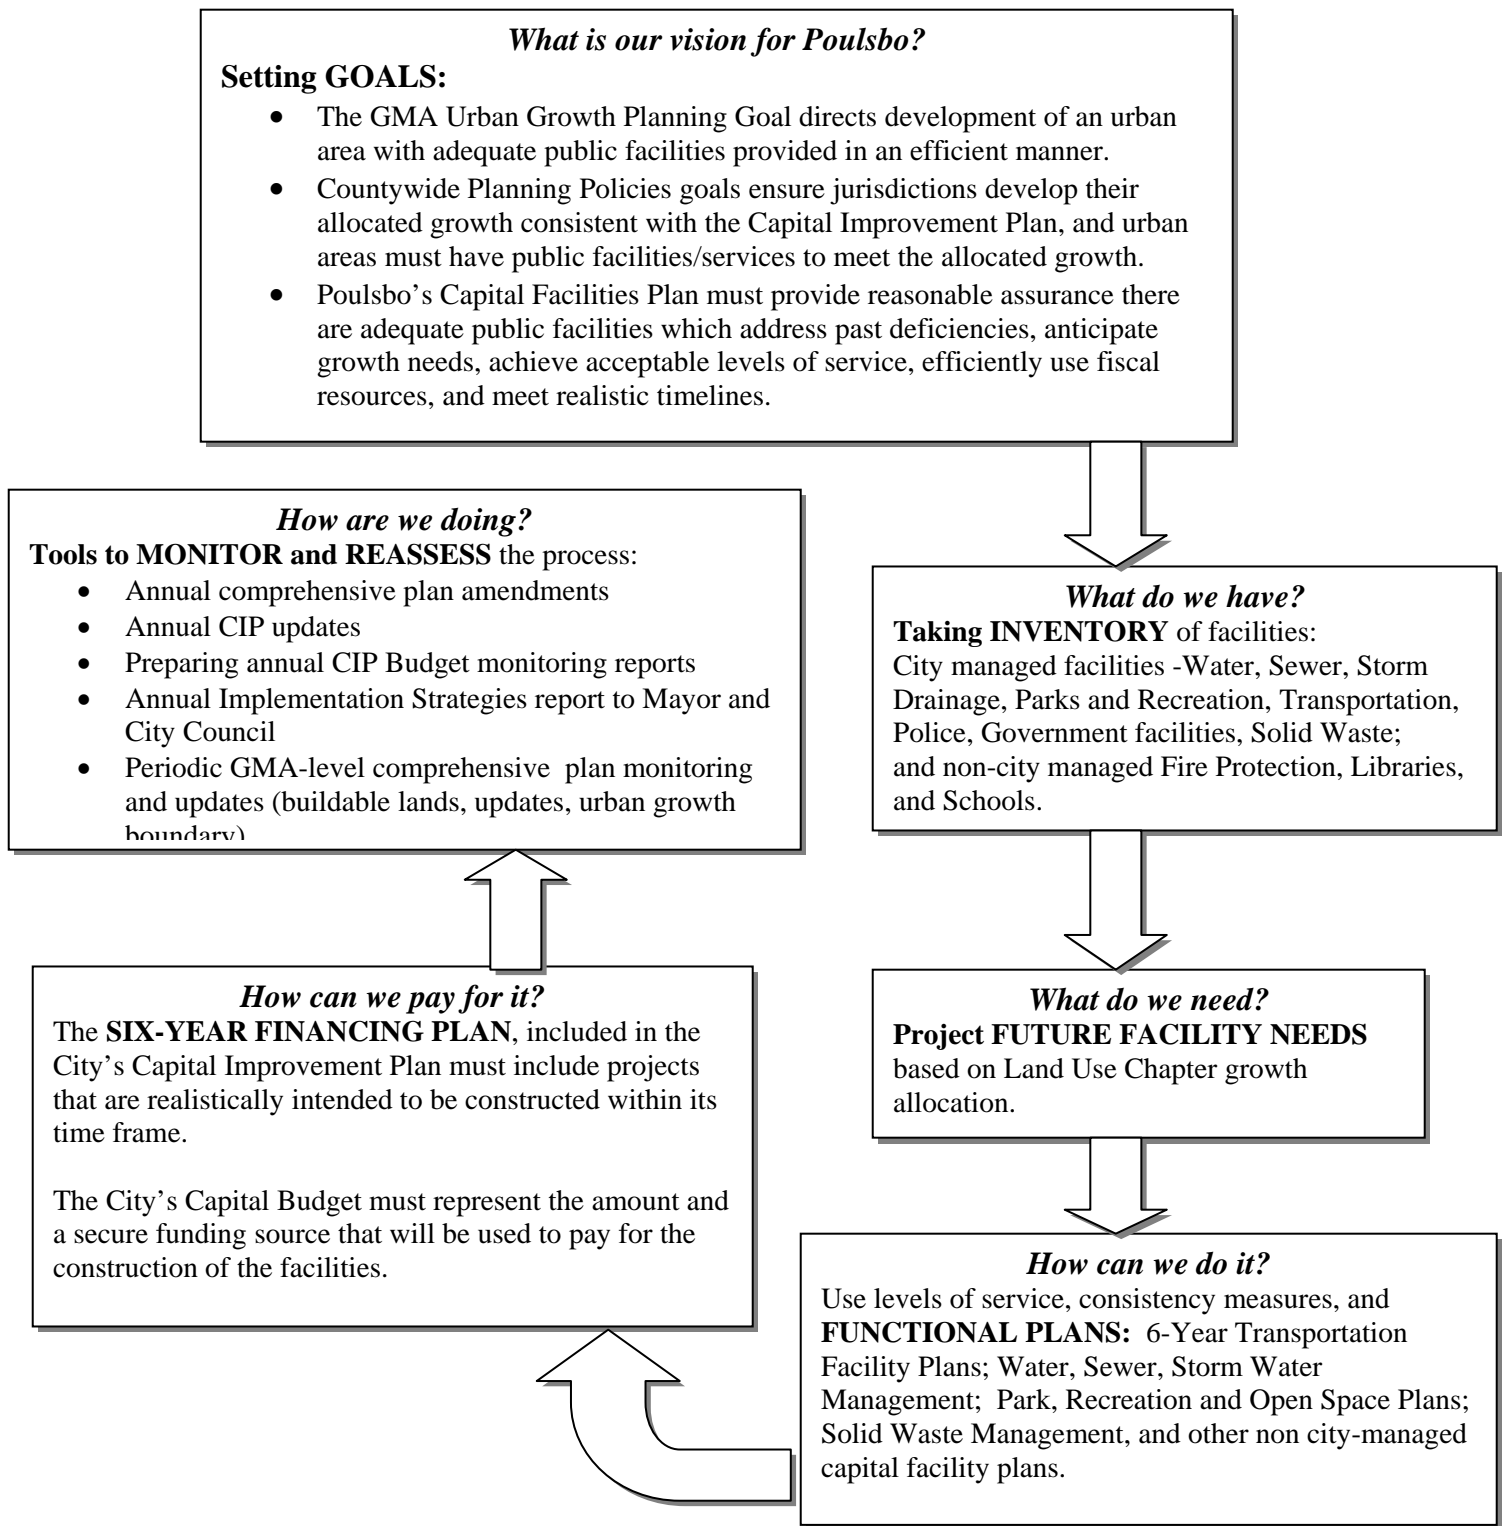 What is our vision for Poulsbo?
Setting GOALS:
• The GMA Urban Growth Planning Goal directs development of an urban
area with adequate public facilities provided in an efficient manner.
• Countywide Planning Policies goals ensure jurisdictions develop their
allocated growth consistent with the Capital Improvement Plan, and urban
areas must have public facilities/services to meet the allocated growth.
• Poulsbo’s Capital Facilities Plan must provide reasonable assurance there
are adequate public facilities which address past deficiencies, anticipate
growth needs, achieve acceptable levels of service, efficiently use fiscal
resources, and meet realistic timelines.
What do we have?
Taking INVENTORY of facilities:
City managed facilities -Water, Sewer, Storm
Drainage, Parks and Recreation, Transportation,
Police, Government facilities, Solid Waste;
and non-city managed Fire Protection, Libraries,
and Schools.
What do we need?
Project FUTURE FACILITY NEEDS
based on Land Use Chapter growth
allocation.
How can we do it?
Use levels of service, consistency measures, and
FUNCTIONAL PLANS: 6-Year Transportation
Facility Plans; Water, Sewer, Storm Water
Management; Park, Recreation and Open Space Plans;
Solid Waste Management, and other non city-managed
capital facility plans.
How can we pay for it?
The SIX-YEAR FINANCING PLAN, included in the
City’s Capital Improvement Plan must include projects
that are realistically intended to be constructed within its
time frame.
The City’s Capital Budget must represent the amount and
a secure funding source that will be used to pay for the
construction of the facilities.
How are we doing?
Tools to MONITOR and REASSESS the process:
• Annual comprehensive plan amendments
• Annual CIP updates
• Preparing annual CIP Budget monitoring reports
• Annual Implementation Strategies report to Mayor and
City Council
• Periodic GMA-level comprehensive plan monitoring
and updates (buildable lands, updates, urban growth
boundary)